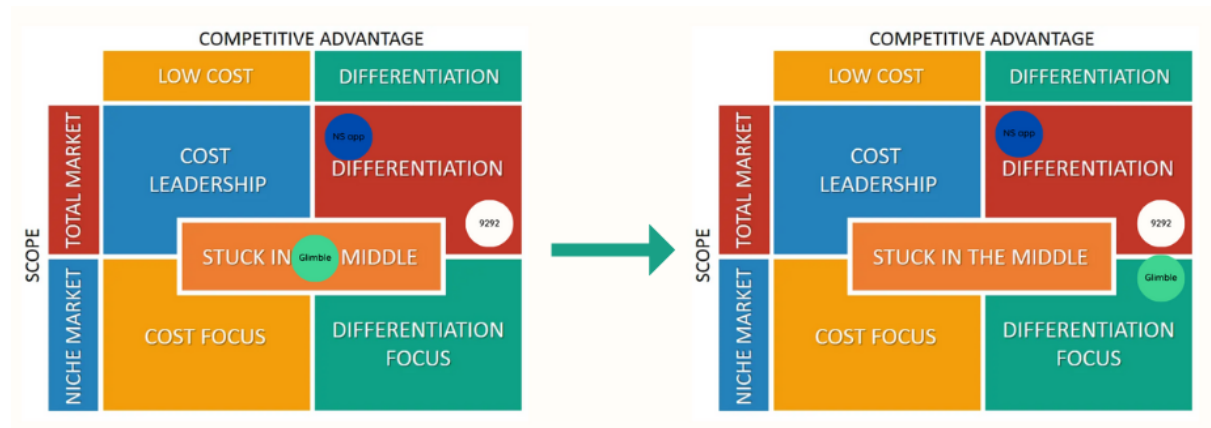 COMPETITIVE ADVANTAGE
LOW COST
DIFFERENTIATION
SCOPE
TOTAL MARKET
NICHE MARKET
COST
LEADERSHIP
NS app
DIFFERENTIATION
9292
STUCK IN
Glimble
MIDDLE
COST FOCUS
DIFFERENTIATION
FOCUS
COMPETITIVE ADVANTAGE
LOW COST
DIFFERENTIATION
SCOPE
TOTAL MARKET
NICHE MARKET
COST
LEADERSHIP
NS app
DIFFERENTIATION
9292
STUCK IN THE MIDDLE
Glimble
COST FOCUS
DIFFERENTIATION
FOCUS